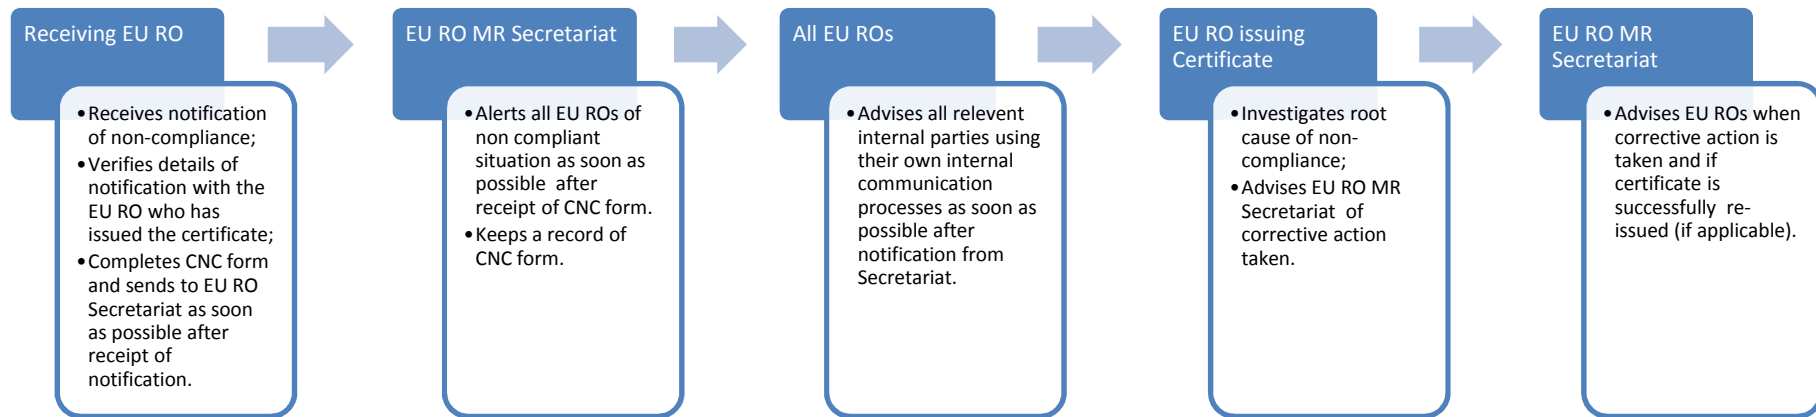 Receiving EU RO
•Receives notification
of non-compliance;
•Verifies details of
notification with the
EU RO who has
issued the certificate;
•Completes CNC form
and sends to EU RO
Secretariat as soon
as possible after
receipt of
notification.
EU RO MR Secretariat
•Alerts all EU ROs of
non compliant
situation as soon as
possible  after
receipt of CNC form.
•Keeps a record of
CNC form.
All EU ROs
•Advises all relevent
internal parties using
their own internal
communication
processes as soon as
possible after
notification from
Secretariat.
EU RO issuing
Certificate
•Investigates root
cause of non-
compliance;
•Advises EU RO MR
Secretariat  of
corrective action
taken.
EU RO MR
Secretariat
•Advises EU ROs when
corrective action is
taken and if
certificate is
successfully  re-
issued (if applicable).